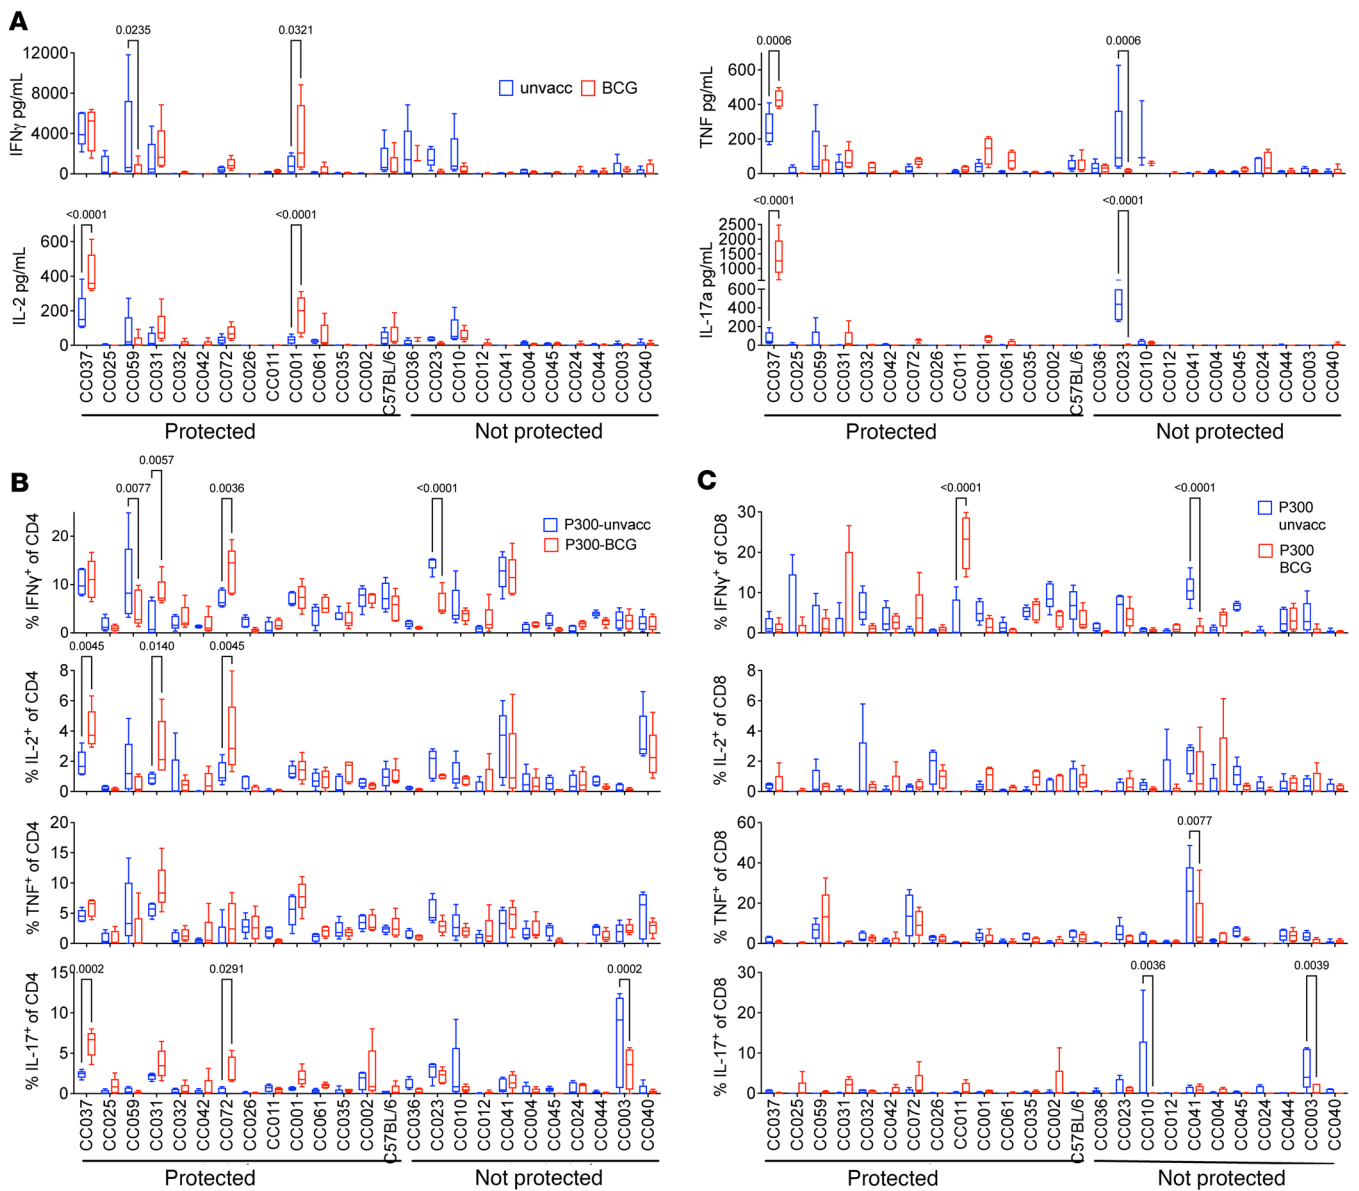 A
0.0235
0.0321
12000
8000
4000
0
IFNγ pg/mL
unvacc
BCG
0.0006
0.0006
600
400
200
0
TNF pg/mL
<0.0001
<0.0001
600
400
200
0
IL-2 pg/mL
CC037
CC025
CC059
CC031
CC032
CC042
CC072
CC026
CC011
CC001
CC061
CC035
CC002
C57BL/6
CC036
CC023
CC010
CC012
CC041
CC004
CC045
CC024
CC044
CC003
CC040
Protected
Not protected
<0.0001
<0.0001
2500
2000
1500
1000
600
400
200
0
IL-17a pg/mL
CC037
CC025
CC059
CC031
CC032
CC042
CC072
CC026
CC011
CC001
CC061
CC035
CC002
C57BL/6
CC036
CC023
CC010
CC012
CC041
CC004
CC045
CC024
CC044
CC003
CC040
Protected
Not protected
B
0.0077
0.0057
0.0036
<0.0001
20
10
0
% IFNγ+ of CD4
P300-unvacc
P300-BCG
0.0045
0.0140
0.0045
8
6
4
2
0
% IL-2+ of CD4
20
15
10
5
0
% TNF+ of CD4
0.0002
0.0291
0.0002
15
10
5
0
% IL-17+ of CD4
CC037
CC025
CC059
CC031
CC032
CC042
CC072
CC026
CC011
CC001
CC061
CC035
CC002
C57BL/6
CC036
CC023
CC010
CC012
CC041
CC004
CC045
CC024
CC044
CC003
CC040
Protected
Not protected
C
<0.0001
<0.0001
30
20
10
0
% IFNγ+ of CD8
P300
unvacc
P300
BCG
8
6
4
2
0
% IL-2+ of CD8
0.0077
60
40
20
0
% TNF+ of CD8
0.0036
0.0039
30
20
10
0
% IL-17+ of CD8
CC037
CC025
CC059
CC031
CC032
CC042
CC072
CC026
CC011
CC001
CC061
CC035
CC002
C57BL/6
CC036
CC023
CC010
CC012
CC041
CC004
CC045
CC024
CC044
CC003
CC040
Protected
Not protected